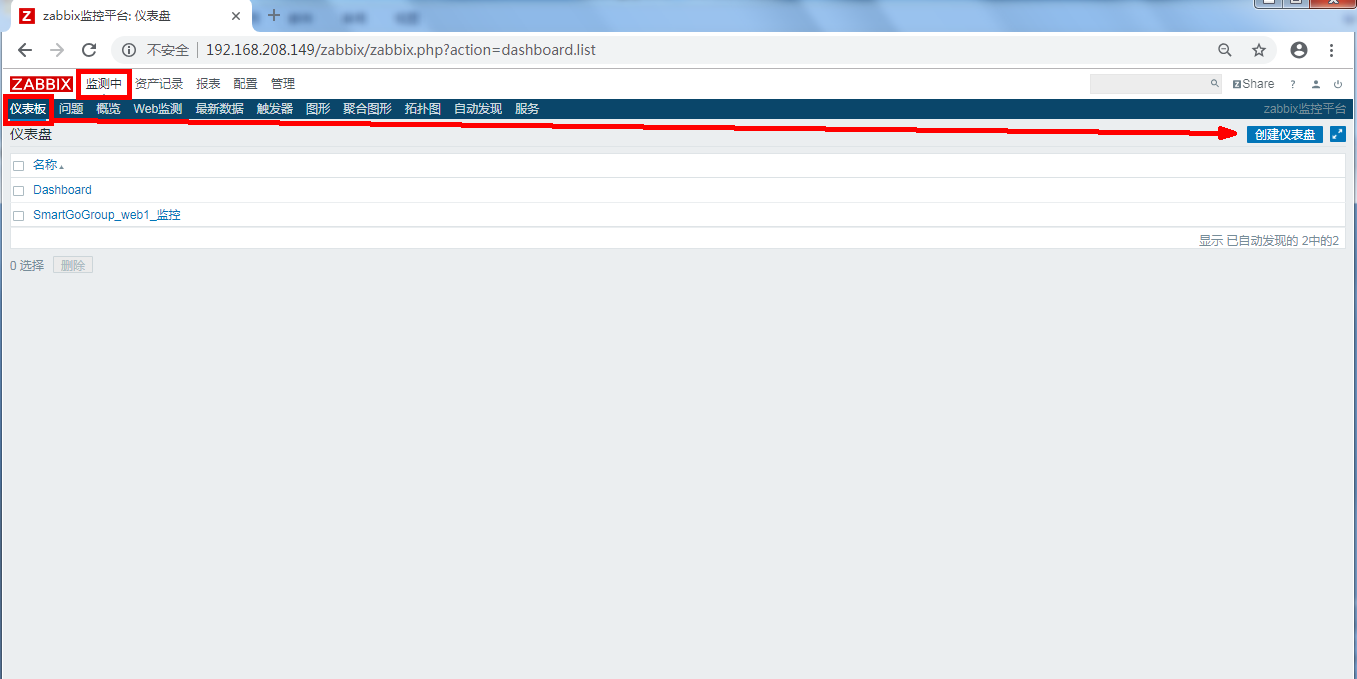 Z zabbix监控平台: 仪表盘
不安全 192.168.208.149/zabbix/zabbix.php?action=dashboard.list
ZABBIX 监测中 资产记录 报表 配置 管理 Z Share ?
仪表板 问题 概览 Web监测 最新数据 触发器 图形 聚合图形 拓扑图 自动发现 服务 zabbix监控平台
仪表盘 创建仪表盘
名称
Dashboard
SmartGoGroup_web1_监控
显示 已自动发现的 2中的2
0 选择 删除